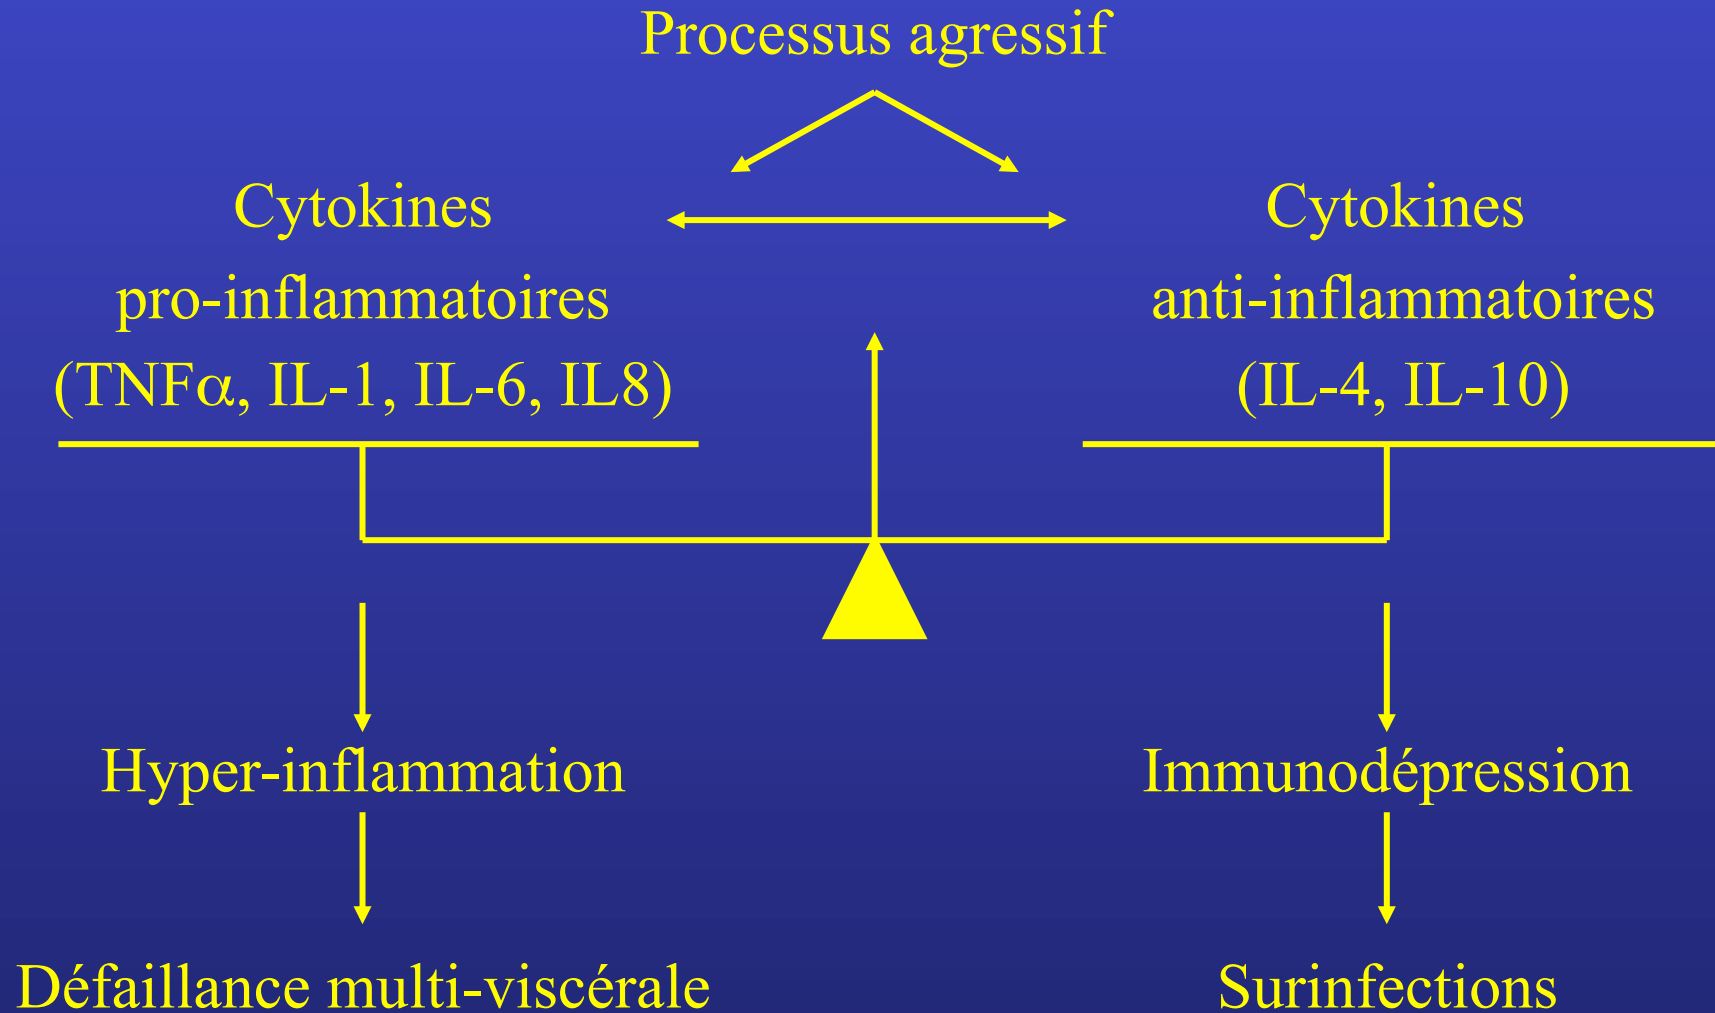 Processus agressif
Cytokines
pro-inflammatoires
(TNFα, IL-1, IL-6, IL8)
Cytokines
anti-inflammatoires
(IL-4, IL-10)
Hyper-inflammation
Immunodépression
Défaillance multi-viscérale
Surinfections